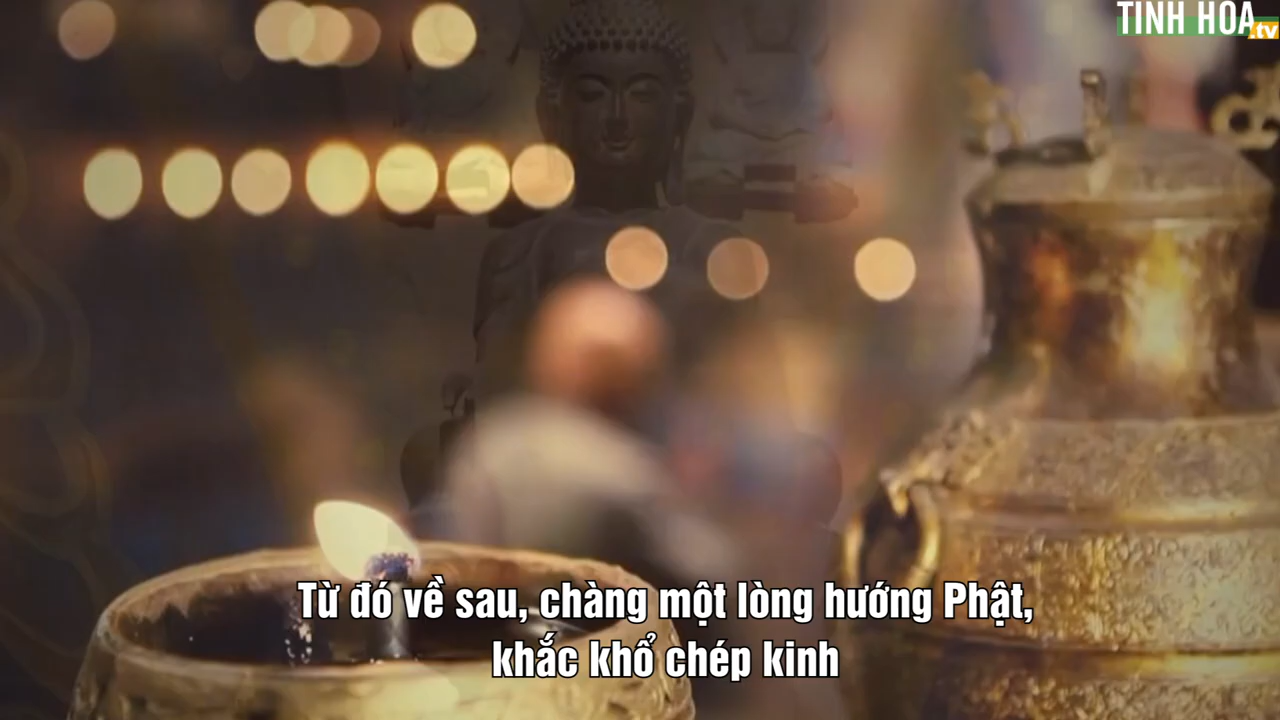 TINH HOA
.tv
Từ đó về sau, chàng một lòng hướng Phật,
khắc khổ chép kinh